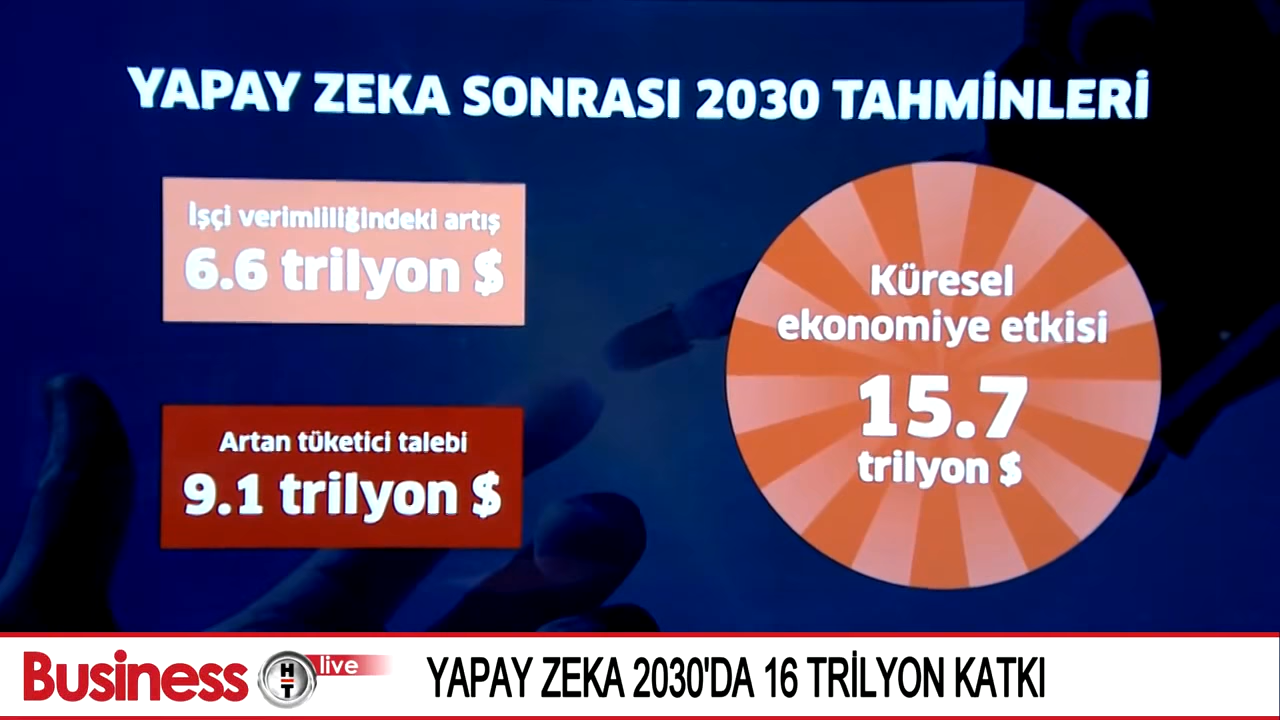 YAPAY ZEKA SONRASI 2030 TAHMİNLERİ
İşçi verimliliğindeki artış
6.6 trilyon $
Artan tüketici talebi
9.1 trilyon $
Küresel
ekonomiye etkisi
15.7
trilyon $
Business HT live
YAPAY ZEKA 2030'DA 16 TRİLYON KATKI